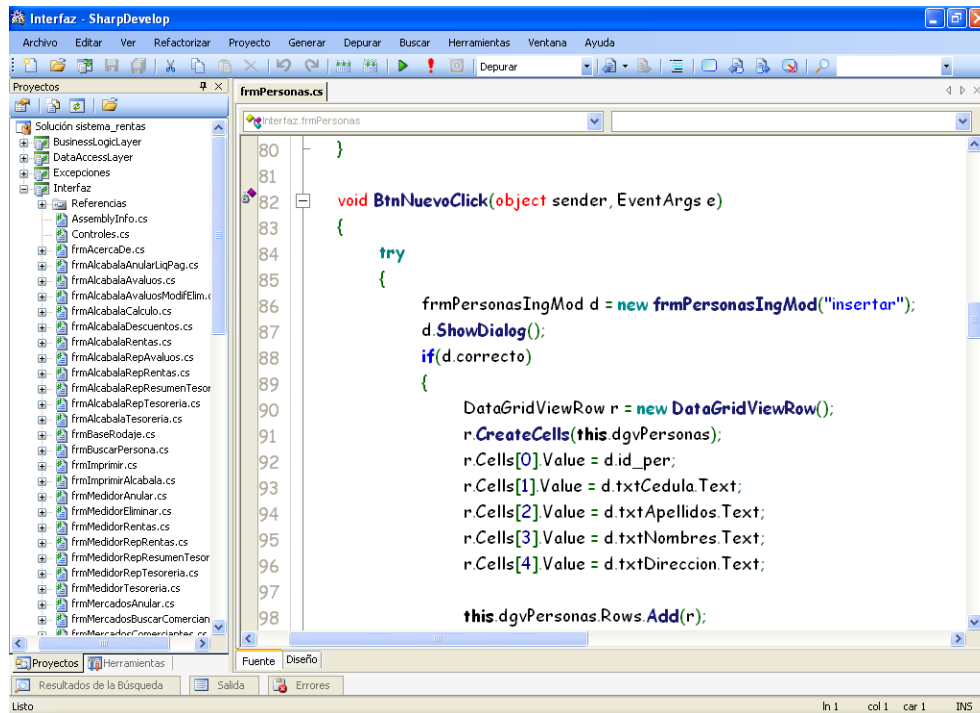 Interfaz - SharpDevelop
Archivo Editar Ver Refactorizar Proyecto Generar Depurar Buscar Herramientas Ventana Ayuda
Depurar
Proyectos
Solución sistema_rentas
BusinessLogicLayer
DataAccessLayer
Excepciones
Interfaz
Referencias
AssemblyInfo.cs
Controles.cs
frmAcercaDe.cs
frmAlcabalaAnularLiqPag.cs
frmAlcabalaAvaluos.cs
frmAlcabalaAvaluosModifElim.c
frmAlcabalaCalculo.cs
frmAlcabalaDescuentos.cs
frmAlcabalaRentas.cs
frmAlcabalaRepAvaluos.cs
frmAlcabalaRepRentas.cs
frmAlcabalaRepResumenTesor
frmAlcabalaRepTesoreria.cs
frmAlcabalaTesoreria.cs
frmBaseRodaje.cs
frmBuscarPersona.cs
frmImprimir.cs
frmImprimirAlcabala.cs
frmMedidorAnular.cs
frmMedidorEliminar.cs
frmMedidorRentas.cs
frmMedidorRepRentas.cs
frmMedidorRepResumenTesor
frmMedidorRepTesoreria.cs
frmMedidorTesoreria.cs
frmMercadosAnular.cs
frmMercadosBuscarComercian
frmMercadosComerciantes.cs
Proyectos Herramientas
frmPersonas.cs
Interfaz.frmPersonas
80 }
81
82 void BtnNuevoClick(object sender, EventArgs e)
83 {
84 try
85 {
86 frmPersonasIngMod d = new frmPersonasIngMod("insertar");
87 d.ShowDialog();
88 if(d.correcto)
89 {
90 DataGridViewRow r = new DataGridViewRow();
91 r.CreateCells(this.dgvPersonas);
92 r.Cells[0].Value = d.id_per;
93 r.Cells[1].Value = d.txtCedula.Text;
94 r.Cells[2].Value = d.txtApellidos.Text;
95 r.Cells[3].Value = d.txtNombres.Text;
96 r.Cells[4].Value = d.txtDireccion.Text;
97
98 this.dgvPersonas.Rows.Add(r);
Fuente Diseño
Resultados de la Búsqueda Salida Errores
Listo ln 1 col 1 car 1 INS